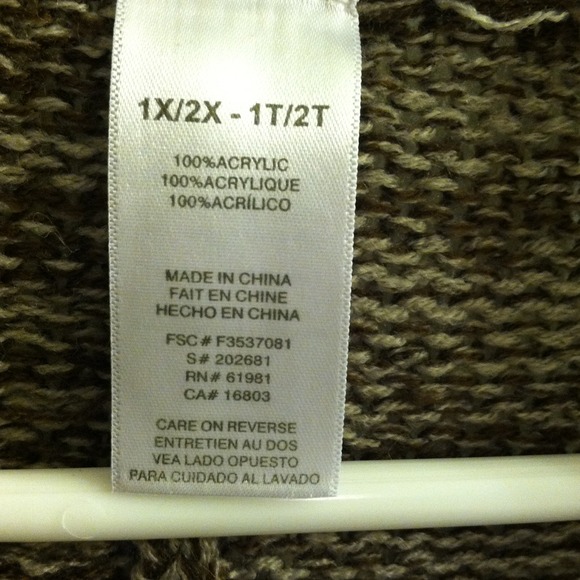 1X/2X - 1T/2T
100%ACRYLIC
100%ACRYLIQUE
100%ACRÍLICO
MADE IN CHINA
FAIT EN CHINE
HECHO EN CHINA
FSC # F3537081
S# 202681
RN# 61981
CA# 16803
CARE ON REVERSE
ENTRETIEN AU DOS
VEA LADO OPUESTO
PARA CUIDADO AL LAVADO